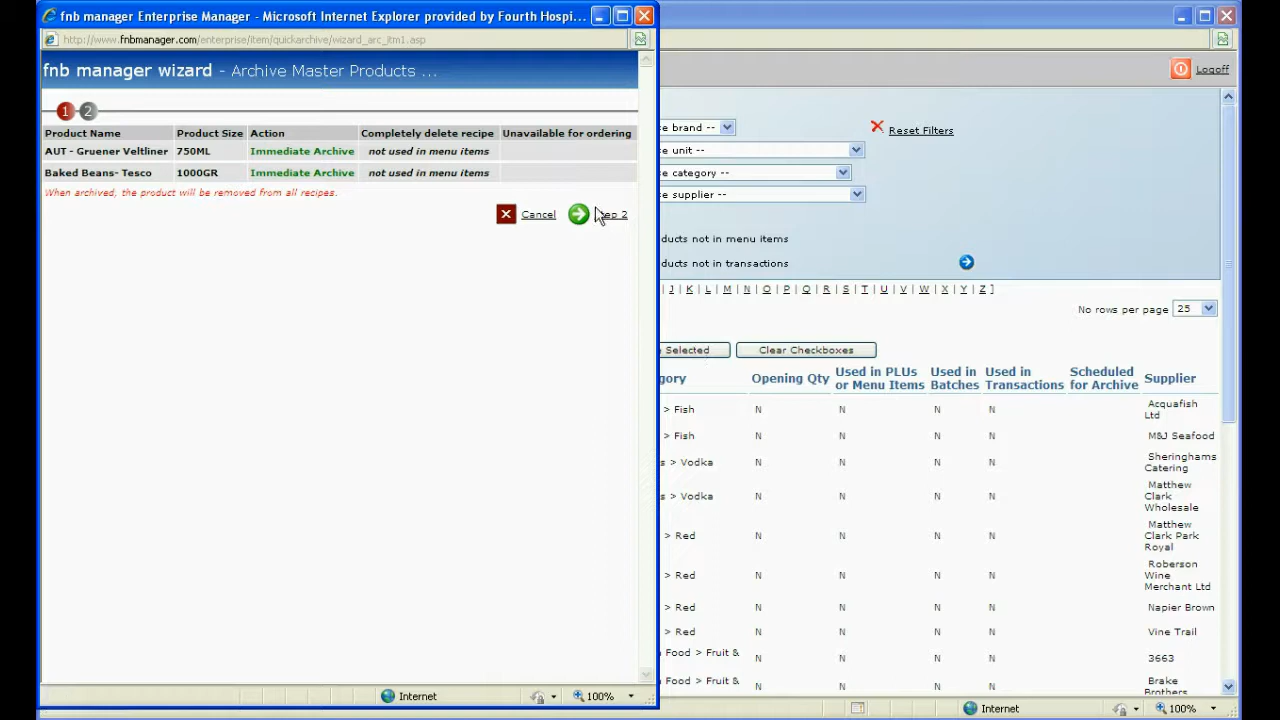 fnb manager Enterprise Manager - Microsoft Internet Explorer provided by Fourth Hospi...
http://www.fnbmanager.com/enterprise/item/quickarchive/wizard_arc_itm1.asp
fnb manager wizard - Archive Master Products ...
1 2
Product Name Product Size Action Completely delete recipe Unavailable for ordering
AUT - Gruener Veltliner 750ML Immediate Archive not used in menu items
Baked Beans- Tesco 1000GR Immediate Archive not used in menu items
When archived, the product will be removed from all recipes.
Cancel 2
Internet 100%
Logoff
brand --
Reset Filters
unit --
category --
supplier --
not in menu items
not in transactions
J | K | L | M | N | O | P | Q | R | S | T | U | V | W | X | Y | Z ]
No rows per page 25
Selected Clear Checkboxes
Opening Qty Used in PLUs or Menu Items Used in Batches Used in Transactions Scheduled for Archive Supplier
> Fish N N N N Acquafish Ltd
> Fish N N N N M&J Seafood
> Vodka N N N N Sheringhams Catering
> Vodka N N N N Matthew Clark Wholesale
> Red N N N N Matthew Clark Park Royal
> Red N N N N Roberson Wine Merchant Ltd
> Red N N N N Napier Brown
> Red N N N N Vine Trail
Food > Fruit & N N N N 3663
Food > Fruit & N N N N Brake Brothers
Internet 100%